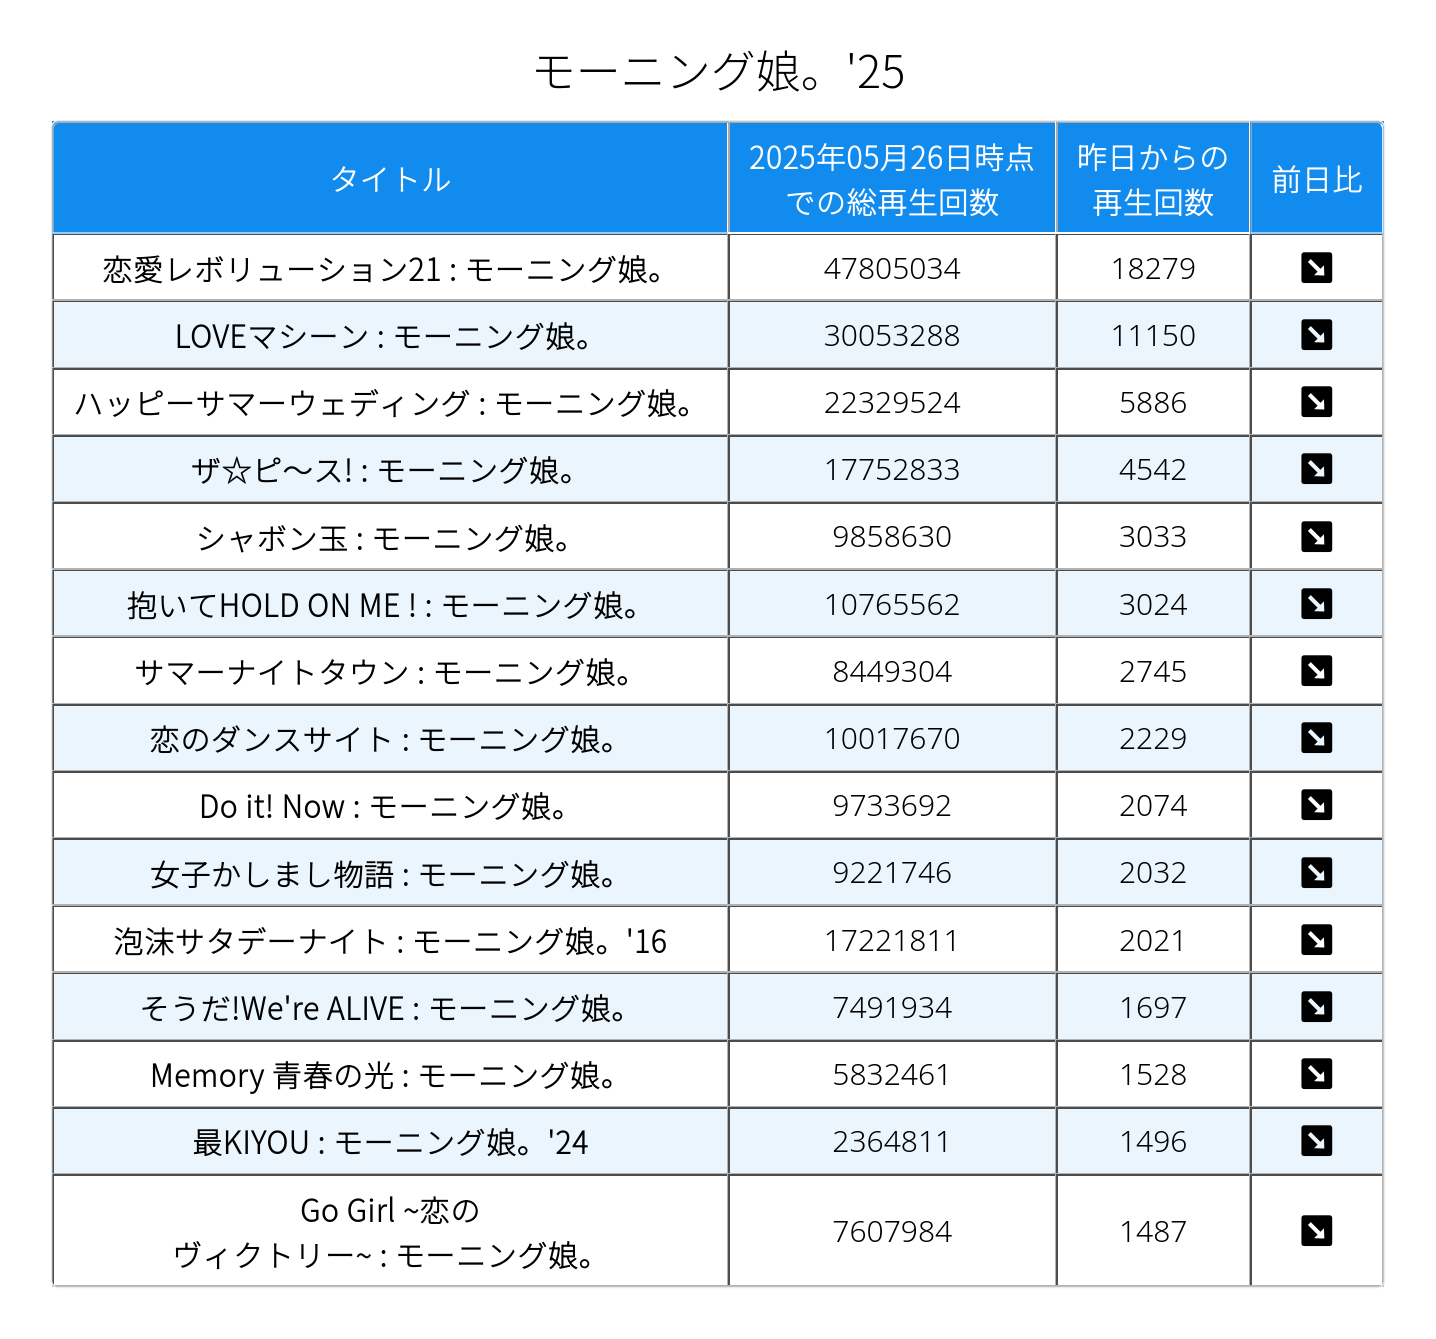 モーニング娘。'25
タイトル
2025年05月26日時点
での総再生回数
昨日からの
再生回数
前日比
恋愛レボリューション21 : モーニング娘。 47805034 18279
LOVEマシーン : モーニング娘。 30053288 11150
ハッピーサマーウェディング : モーニング娘。 22329524 5886
ザ☆ピ〜ス! : モーニング娘。 17752833 4542
シャボン玉 : モーニング娘。 9858630 3033
抱いてHOLD ON ME ! : モーニング娘。 10765562 3024
サマーナイトタウン : モーニング娘。 8449304 2745
恋のダンスサイト : モーニング娘。 10017670 2229
Do it! Now : モーニング娘。 9733692 2074
女子かしまし物語 : モーニング娘。 9221746 2032
泡沫サタデーナイト : モーニング娘。'16 17221811 2021
そうだ!We're ALIVE : モーニング娘。 7491934 1697
Memory 青春の光 : モーニング娘。 5832461 1528
最KIYOU : モーニング娘。'24 2364811 1496
Go Girl ~恋の
ヴィクトリー~ : モーニング娘。 7607984 1487